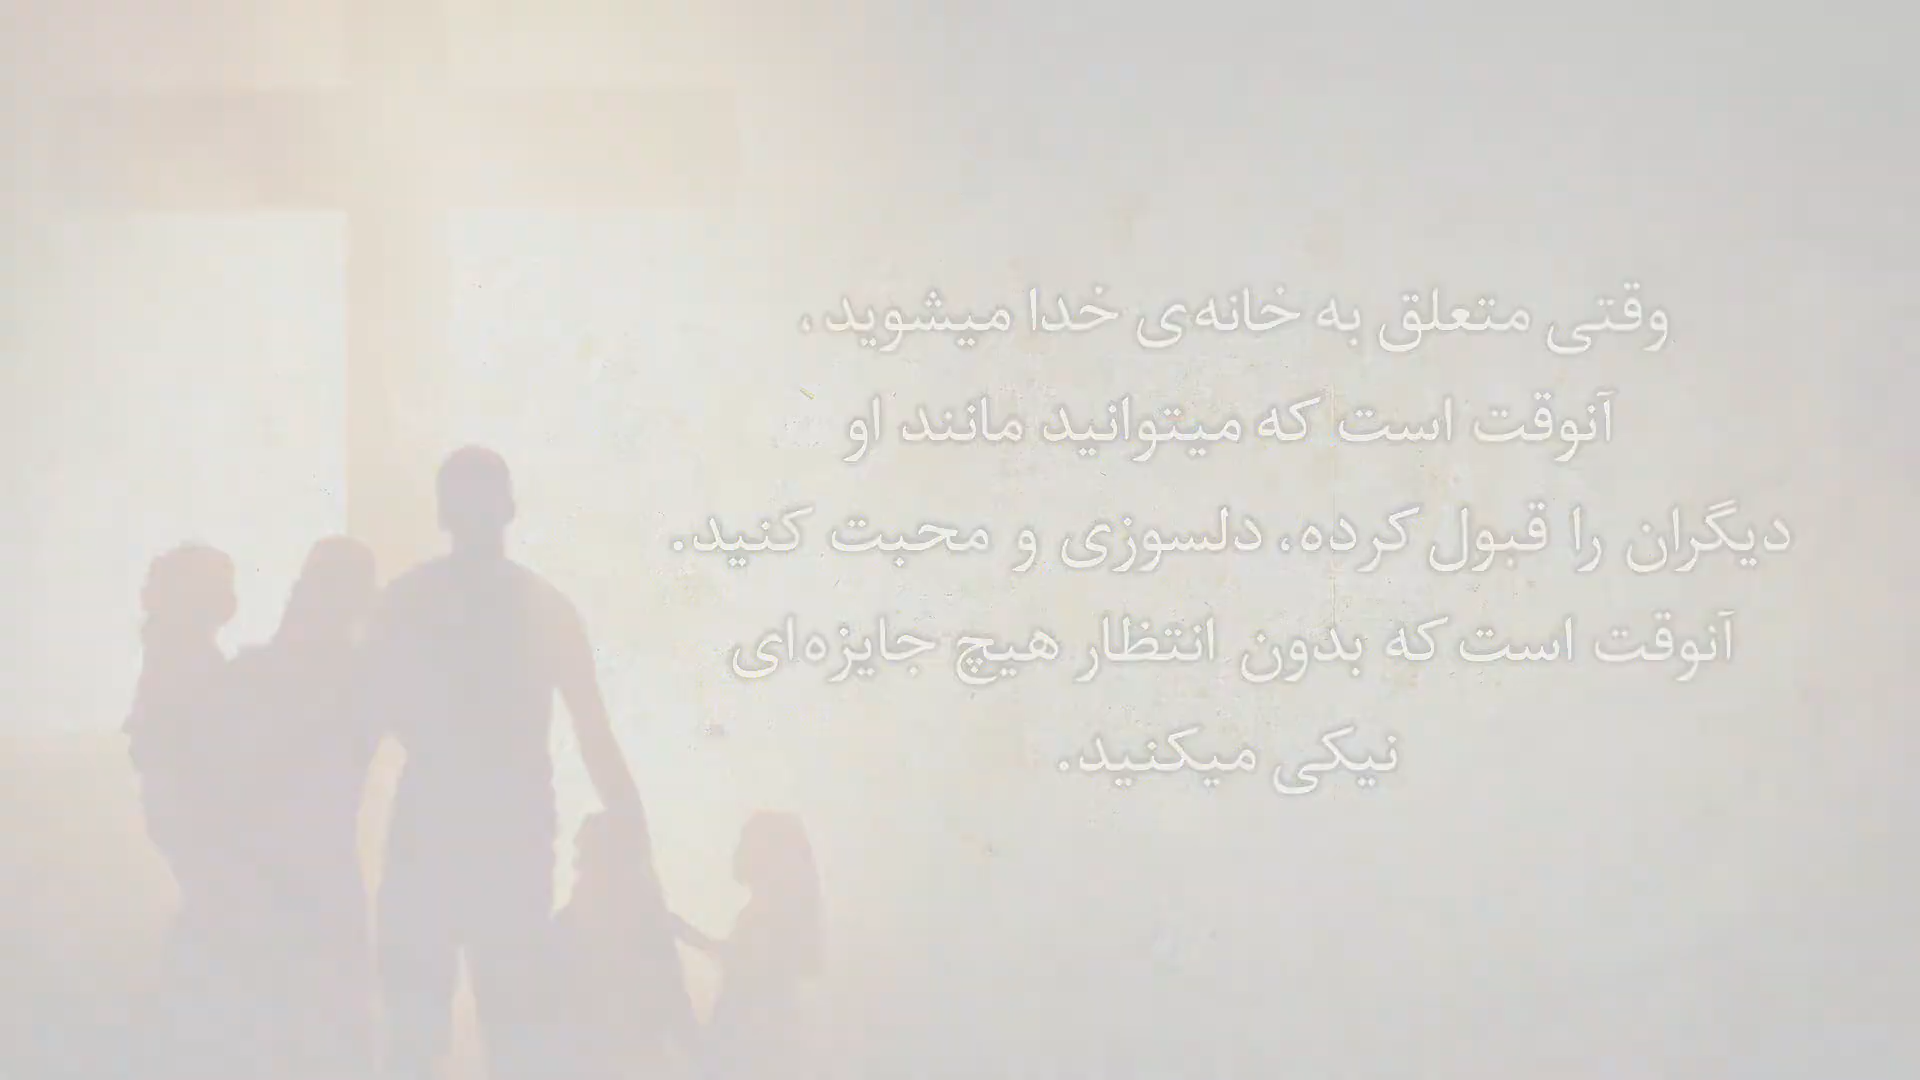 وقتی متعلق به خانه‌ی خدا میشوید،
آنوقت است که میتوانید مانند او
دیگران را قبول کرده، دلسوزی و محبت کنید.
آنوقت است که بدون انتظار هیچ جایزه‌ای
نیکی میکنید.